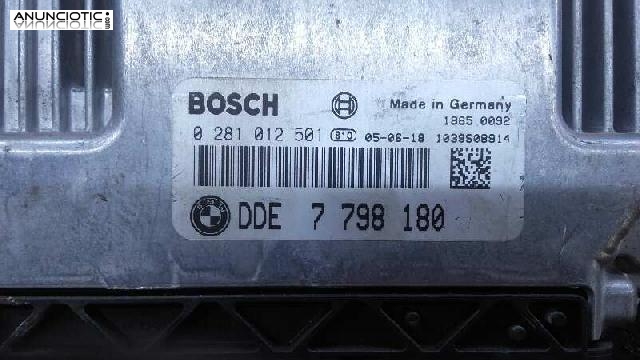 ANUNCIOTIC.COM
BOSCH
Made in Germany
1865 0092
0 281 012 501 05-06-18 1039S08914
DDE 7 798 180